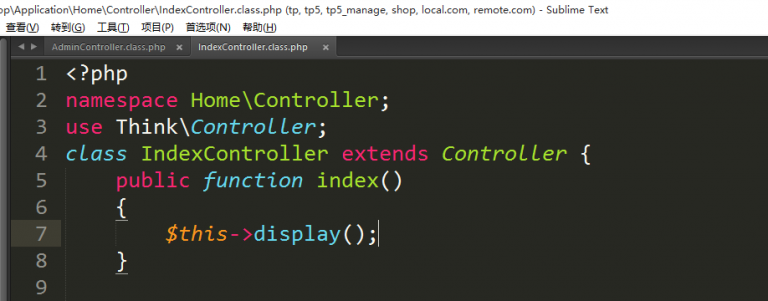 op\Application\Home\Controller\IndexController.class.php (tp, tp5, tp5_manage, shop, local.com, remote.com) - Sublime Text
查看(V) 转到(G) 工具(T) 项目(P) 首选项(N) 帮助(H)
AdminController.class.php × IndexController.class.php ×
1 <?php
2 namespace Home\Controller;
3 use Think\Controller;
4 class IndexController extends Controller {
5 public function index()
6 {
7 $this->display();
8 }
9